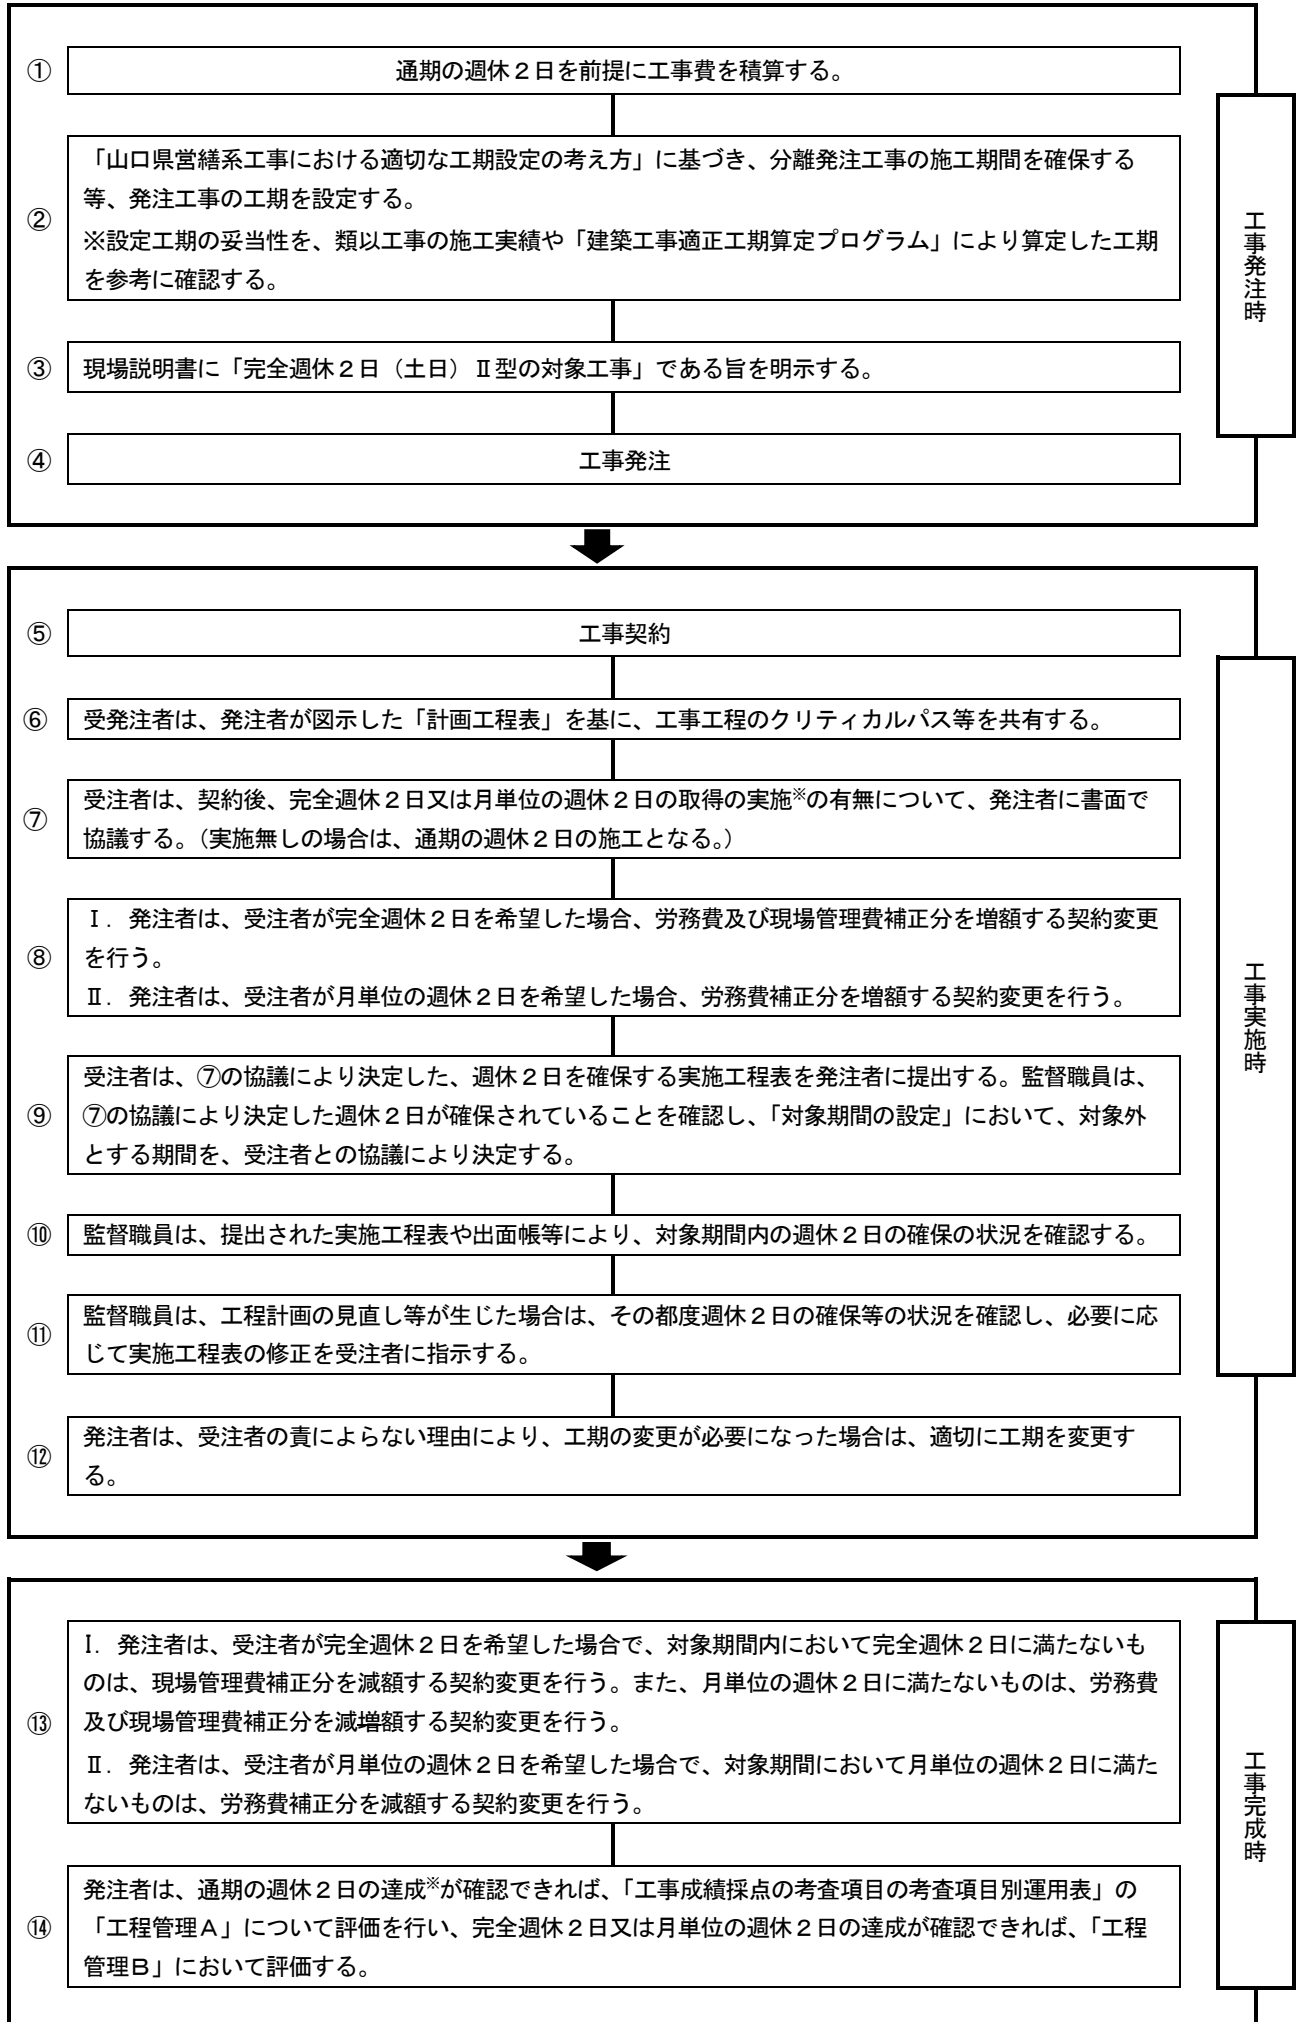 ① 通期の週休２日を前提に工事費を積算する。
② 「山口県営繕系工事における適切な工期設定の考え方」に基づき、分離発注工事の施工期間を確保する
等、発注工事の工期を設定する。
※設定工期の妥当性を、類以工事の施工実績や「建築工事適正工期算定プログラム」により算定した工期
を参考に確認する。
③ 現場説明書に「完全週休２日（土日）Ⅱ型の対象工事」である旨を明示する。
④ 工事発注
工事発注時
⑤ 工事契約
⑥ 受発注者は、発注者が図示した「計画工程表」を基に、工事工程のクリティカルパス等を共有する。
⑦ 受注者は、契約後、完全週休２日又は月単位の週休２日の取得の実施※の有無について、発注者に書面で
協議する。（実施無しの場合は、通期の週休２日の施工となる。）
⑧ Ⅰ．発注者は、受注者が完全週休２日を希望した場合、労務費及び現場管理費補正分を増額する契約変更
を行う。
Ⅱ．発注者は、受注者が月単位の週休２日を希望した場合、労務費補正分を増額する契約変更を行う。
⑨ 受注者は、⑦の協議により決定した、週休２日を確保する実施工程表を発注者に提出する。監督職員は、
⑦の協議により決定した週休２日が確保されていることを確認し、「対象期間の設定」において、対象外
とする期間を、受注者との協議により決定する。
⑩ 監督職員は、提出された実施工程表や出面帳等により、対象期間内の週休２日の確保の状況を確認する。
⑪ 監督職員は、工程計画の見直し等が生じた場合は、その都度週休２日の確保等の状況を確認し、必要に応
じて実施工程表の修正を受注者に指示する。
⑫ 発注者は、受注者の責によらない理由により、工期の変更が必要になった場合は、適切に工期を変更す
る。
工事実施時
⑬ Ⅰ．発注者は、受注者が完全週休２日を希望した場合で、対象期間内において完全週休２日に満たないも
のは、現場管理費補正分を減額する契約変更を行う。また、月単位の週休２日に満たないものは、労務費
及び現場管理費補正分を減増額する契約変更を行う。
Ⅱ．発注者は、受注者が月単位の週休２日を希望した場合で、対象期間において月単位の週休２日に満た
ないものは、労務費補正分を減額する契約変更を行う。
⑭ 発注者は、通期の週休２日の達成※が確認できれば、「工事成績採点の考査項目の考査項目別運用表」の
「工程管理Ａ」について評価を行い、完全週休２日又は月単位の週休２日の達成が確認できれば、「工程
管理Ｂ」において評価する。
工事完成時